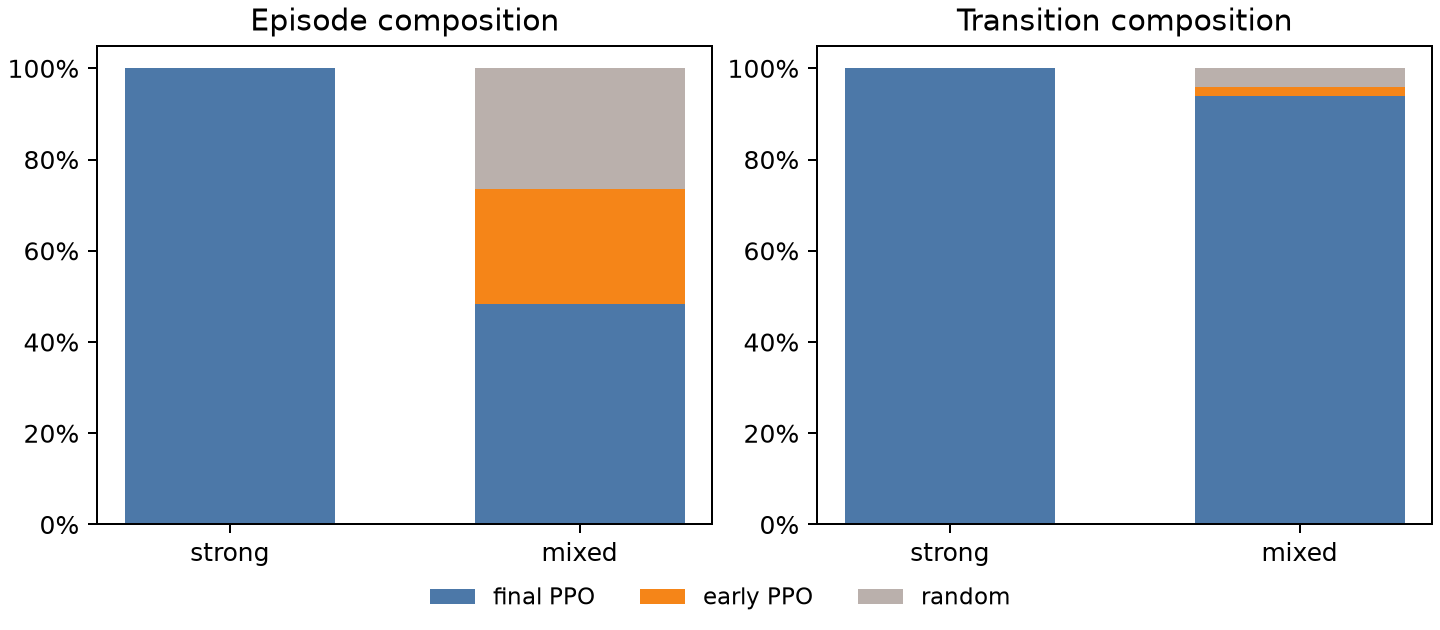 Episode composition
100%
80%
60%
40%
20%
0%
strong mixed
Transition composition
100%
80%
60%
40%
20%
0%
strong mixed
final PPO early PPO random